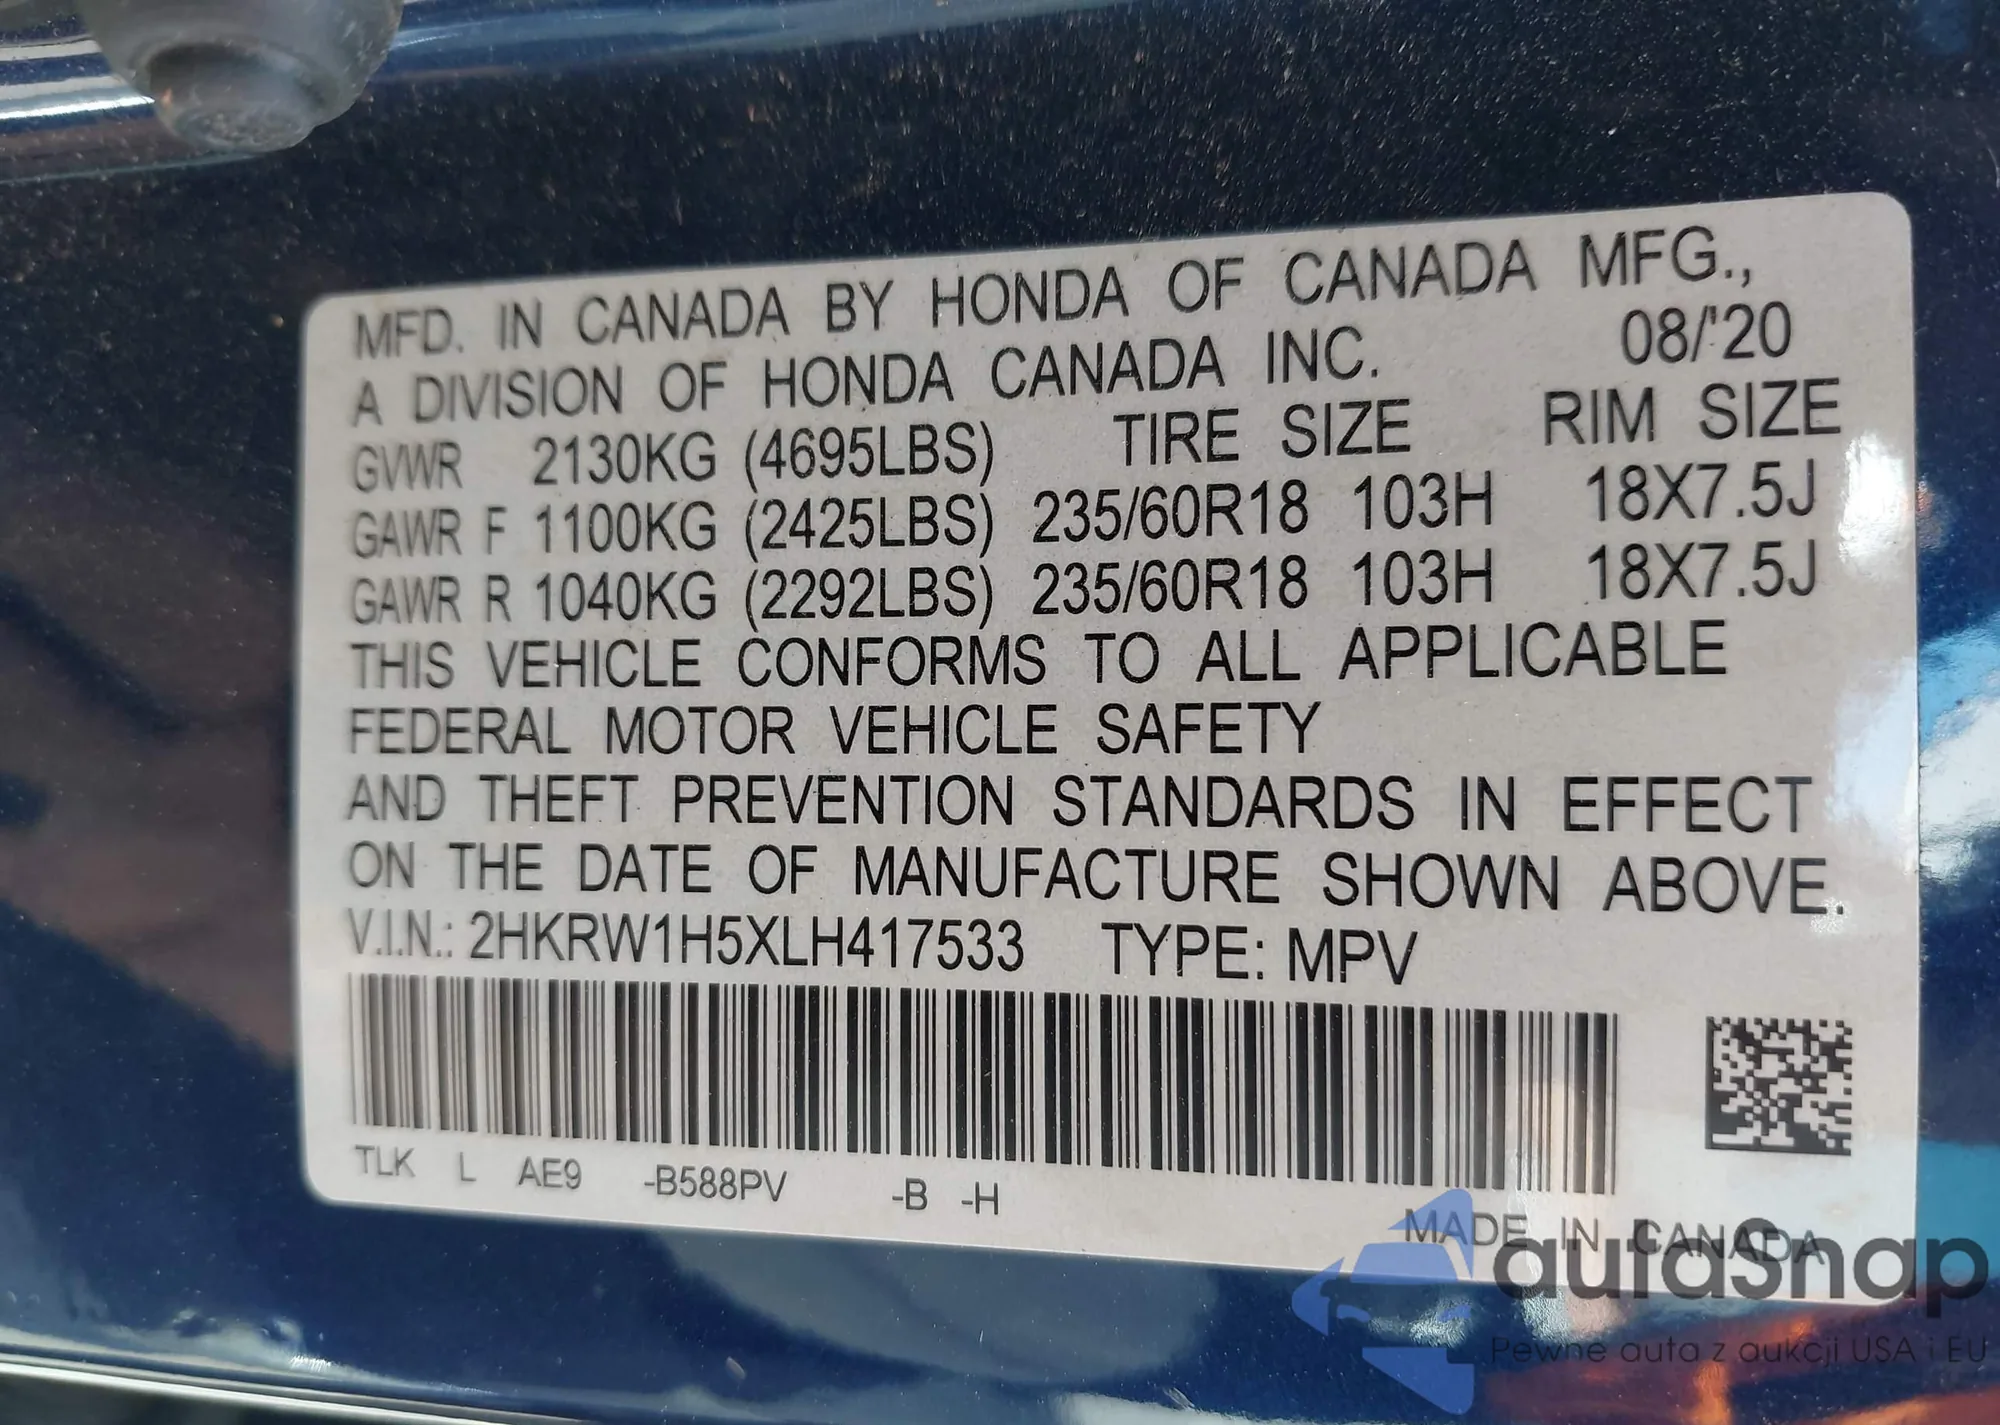 MFD. IN CANADA BY HONDA OF CANADA MFG.,
A DIVISION OF HONDA CANADA INC. 08/'20
GVWR 2130KG (4695LBS) TIRE SIZE RIM SIZE
GAWR F 1100KG (2425LBS) 235/60R18 103H 18X7.5J
GAWR R 1040KG (2292LBS) 235/60R18 103H 18X7.5J
THIS VEHICLE CONFORMS TO ALL APPLICABLE
FEDERAL MOTOR VEHICLE SAFETY
AND THEFT PREVENTION STANDARDS IN EFFECT
ON THE DATE OF MANUFACTURE SHOWN ABOVE.
V.I.N.: 2HKRW1H5XLH417533 TYPE: MPV
TLK L AE9 -B588PV -B -H
MADE IN CANADA
autaSnap
Pewne auta z aukcji USA i EU